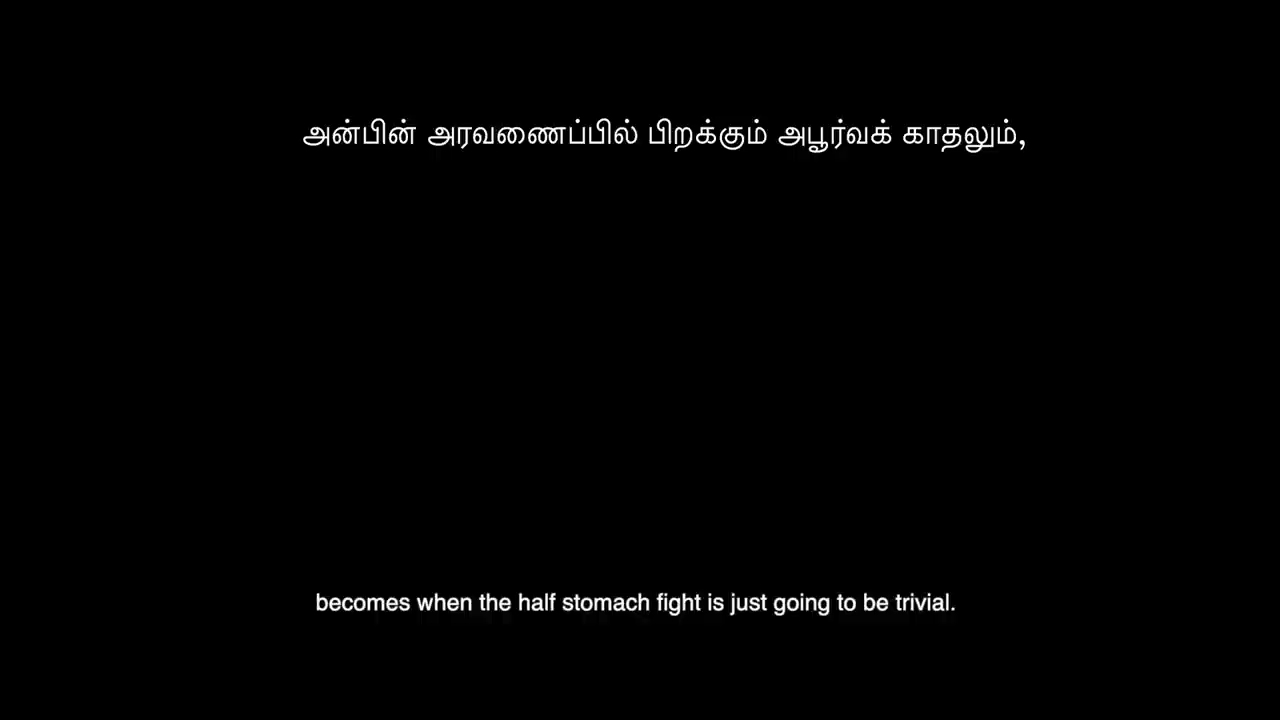 அன்பின் அரவணைப்பில் பிறக்கும் அபூர்வக் காதலும்,
becomes when the half stomach fight is just going to be trivial.